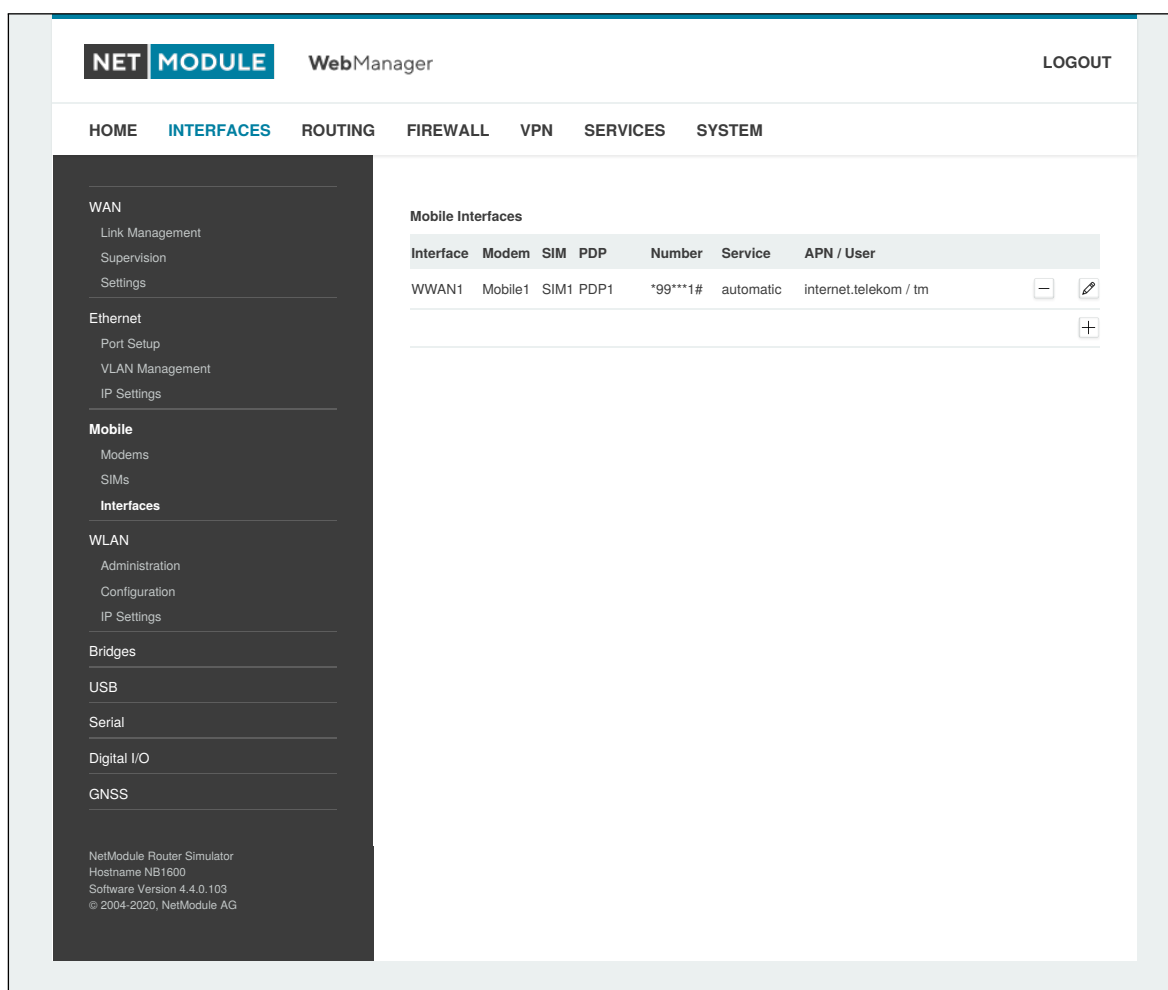 NET MODULE WebManager LOGOUT
HOME INTERFACES ROUTING FIREWALL VPN SERVICES SYSTEM
WAN
Link Management
Supervision
Settings
Ethernet
Port Setup
VLAN Management
IP Settings
Mobile
Modems
SIMs
Interfaces
WLAN
Administration
Configuration
IP Settings
Bridges
USB
Serial
Digital I/O
GNSS
NetModule Router Simulator
Hostname NB1600
Software Version 4.4.0.103
© 2004-2020, NetModule AG
Mobile Interfaces
Interface Modem SIM PDP Number Service APN / User
WWAN1 Mobile1 SIM1 PDP1 *99***1# automatic internet.telekom / tm